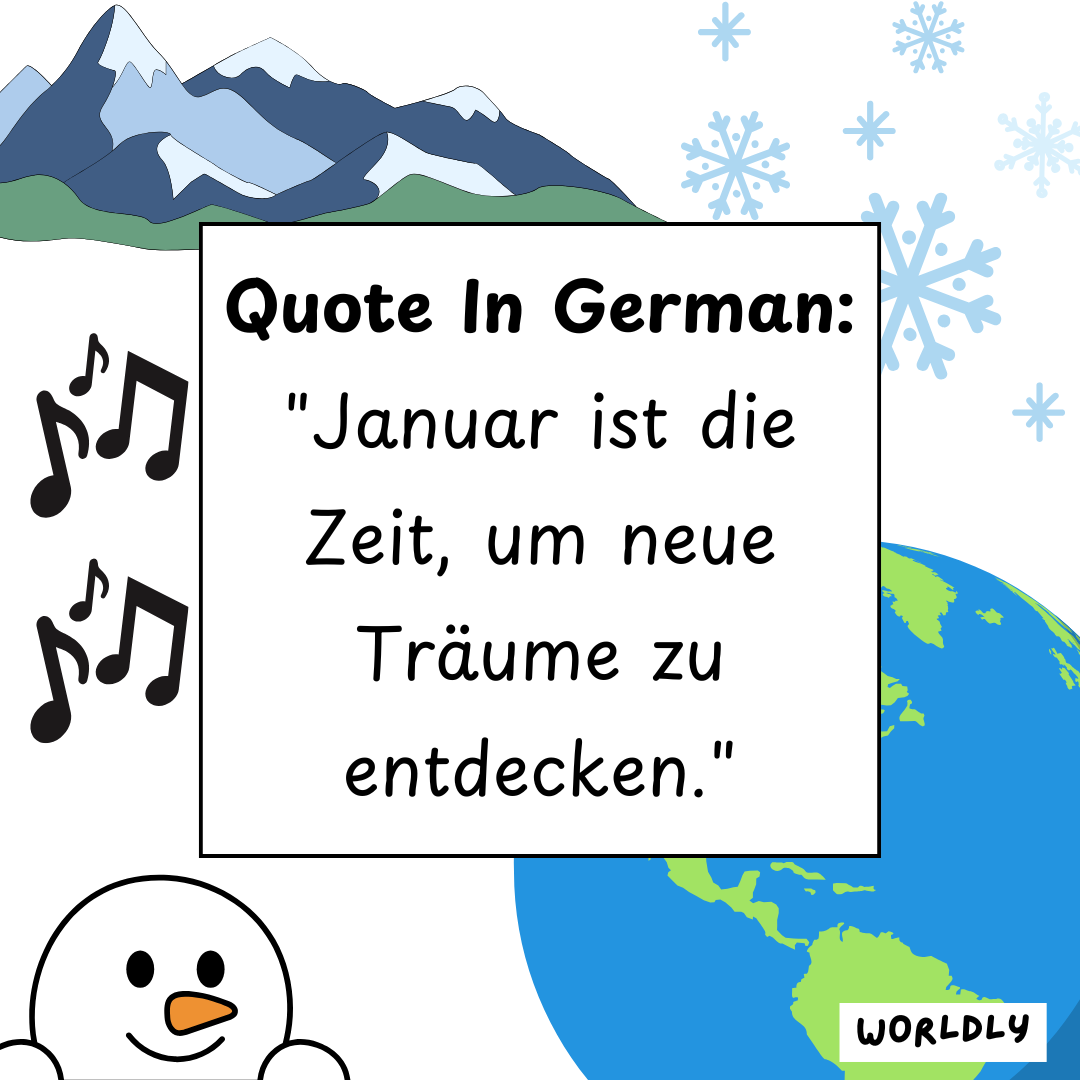 Quote In German:
"Januar ist die
Zeit, um neue
Träume zu
entdecken."
WORLDLY